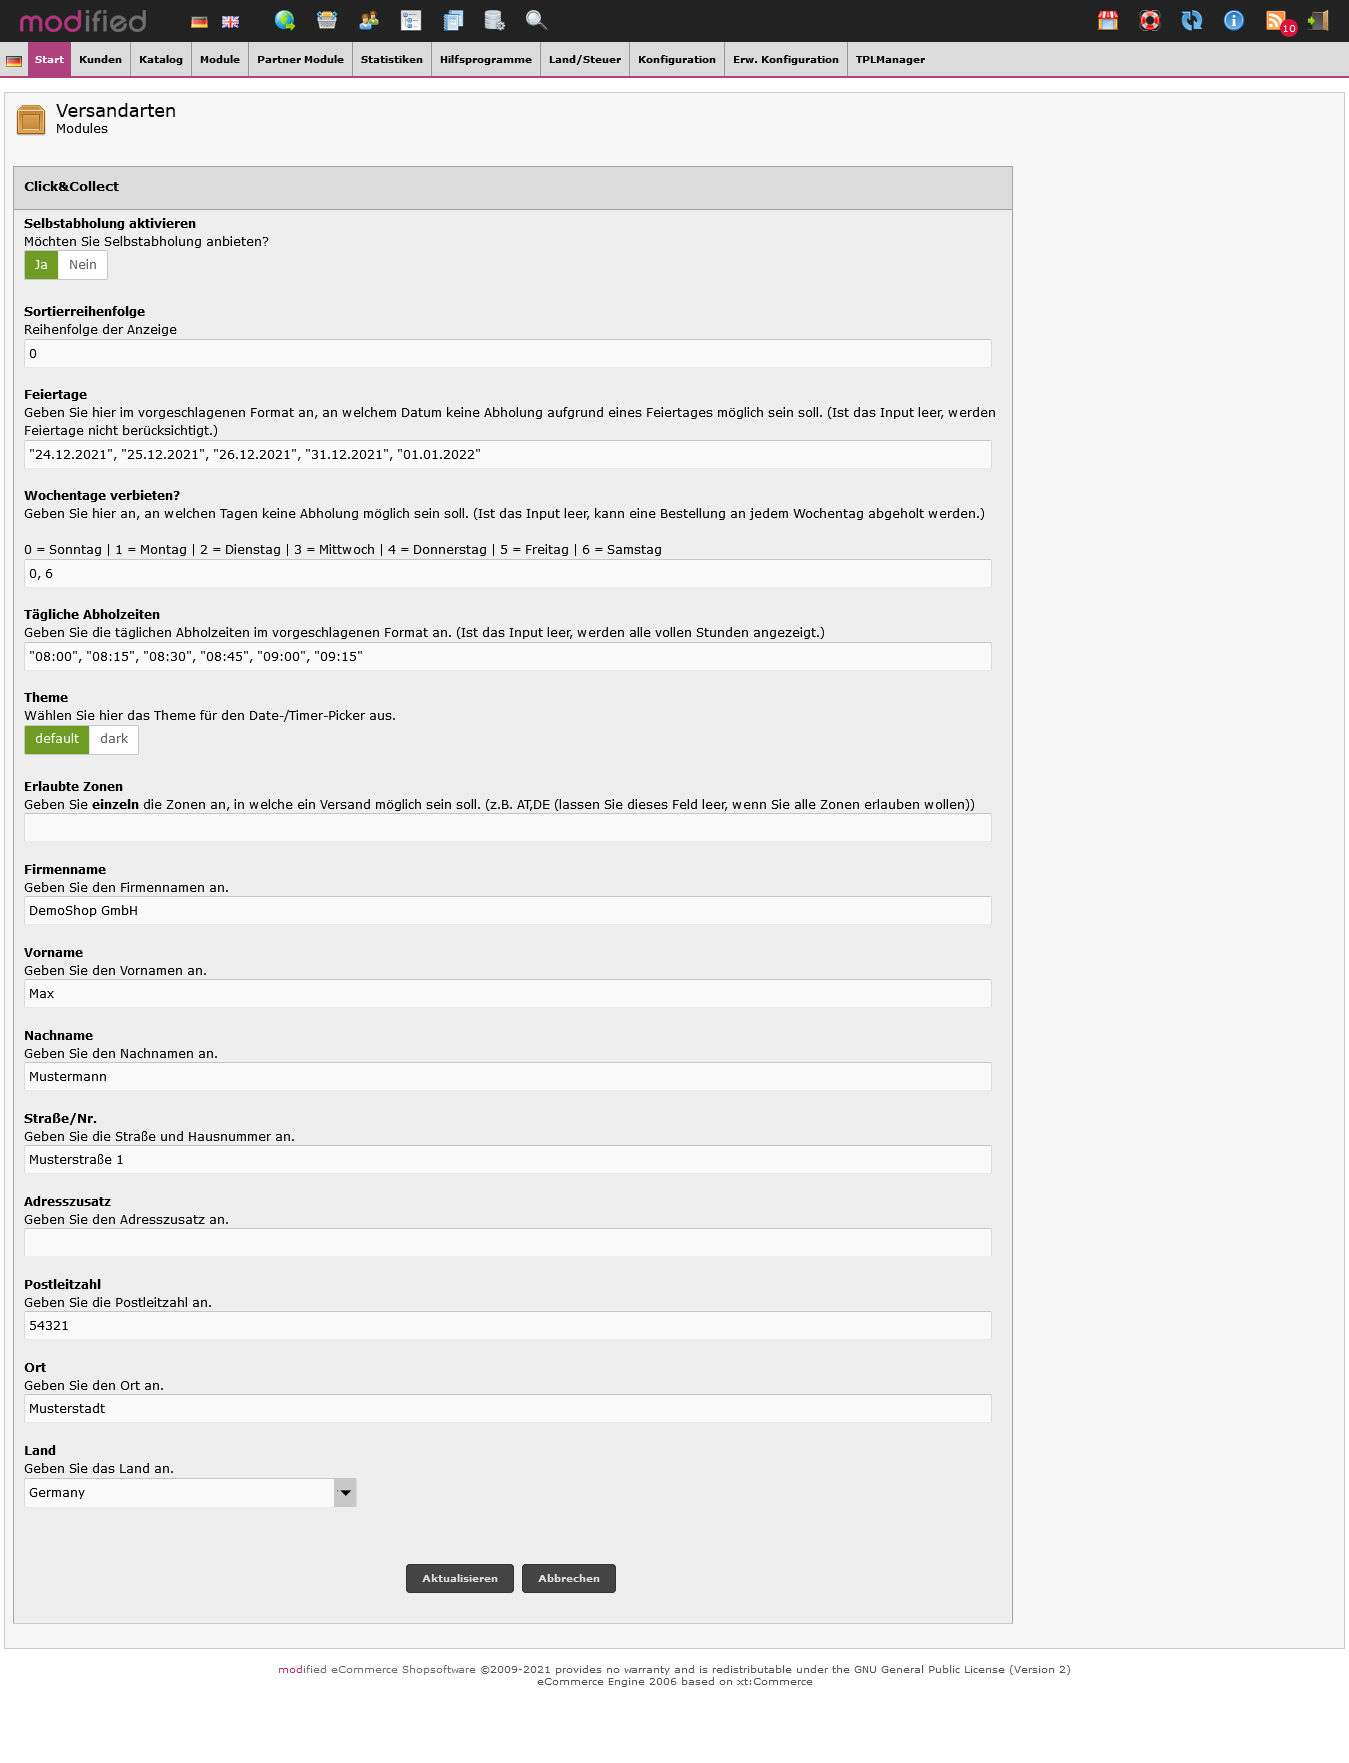 modified
10
Start Kunden Katalog Module Partner Module Statistiken Hilfsprogramme Land/Steuer Konfiguration Erw. Konfiguration TPLManager
Versandarten
Modules
Click&Collect
Selbstabholung aktivieren
Möchten Sie Selbstabholung anbieten?
Ja Nein
Sortierreihenfolge
Reihenfolge der Anzeige
0
Feiertage
Geben Sie hier im vorgeschlagenen Format an, an welchem Datum keine Abholung aufgrund eines Feiertages möglich sein soll. (Ist das Input leer, werden
Feiertage nicht berücksichtigt.)
"24.12.2021", "25.12.2021", "26.12.2021", "31.12.2021", "01.01.2022"
Wochentage verbieten?
Geben Sie hier an, an welchen Tagen keine Abholung möglich sein soll. (Ist das Input leer, kann eine Bestellung an jedem Wochentag abgeholt werden.)
0 = Sonntag | 1 = Montag | 2 = Dienstag | 3 = Mittwoch | 4 = Donnerstag | 5 = Freitag | 6 = Samstag
0, 6
Tägliche Abholzeiten
Geben Sie die täglichen Abholzeiten im vorgeschlagenen Format an. (Ist das Input leer, werden alle vollen Stunden angezeigt.)
"08:00", "08:15", "08:30", "08:45", "09:00", "09:15"
Theme
Wählen Sie hier das Theme für den Date-/Timer-Picker aus.
default dark
Erlaubte Zonen
Geben Sie einzeln die Zonen an, in welche ein Versand möglich sein soll. (z.B. AT,DE (lassen Sie dieses Feld leer, wenn Sie alle Zonen erlauben wollen))
Firmenname
Geben Sie den Firmennamen an.
DemoShop GmbH
Vorname
Geben Sie den Vornamen an.
Max
Nachname
Geben Sie den Nachnamen an.
Mustermann
Straße/Nr.
Geben Sie die Straße und Hausnummer an.
Musterstraße 1
Adresszusatz
Geben Sie den Adresszusatz an.
Postleitzahl
Geben Sie die Postleitzahl an.
54321
Ort
Geben Sie den Ort an.
Musterstadt
Land
Geben Sie das Land an.
Germany
Aktualisieren Abbrechen
modified eCommerce Shopsoftware ©2009-2021 provides no warranty and is redistributable under the GNU General Public License (Version 2)
eCommerce Engine 2006 based on xt:Commerce